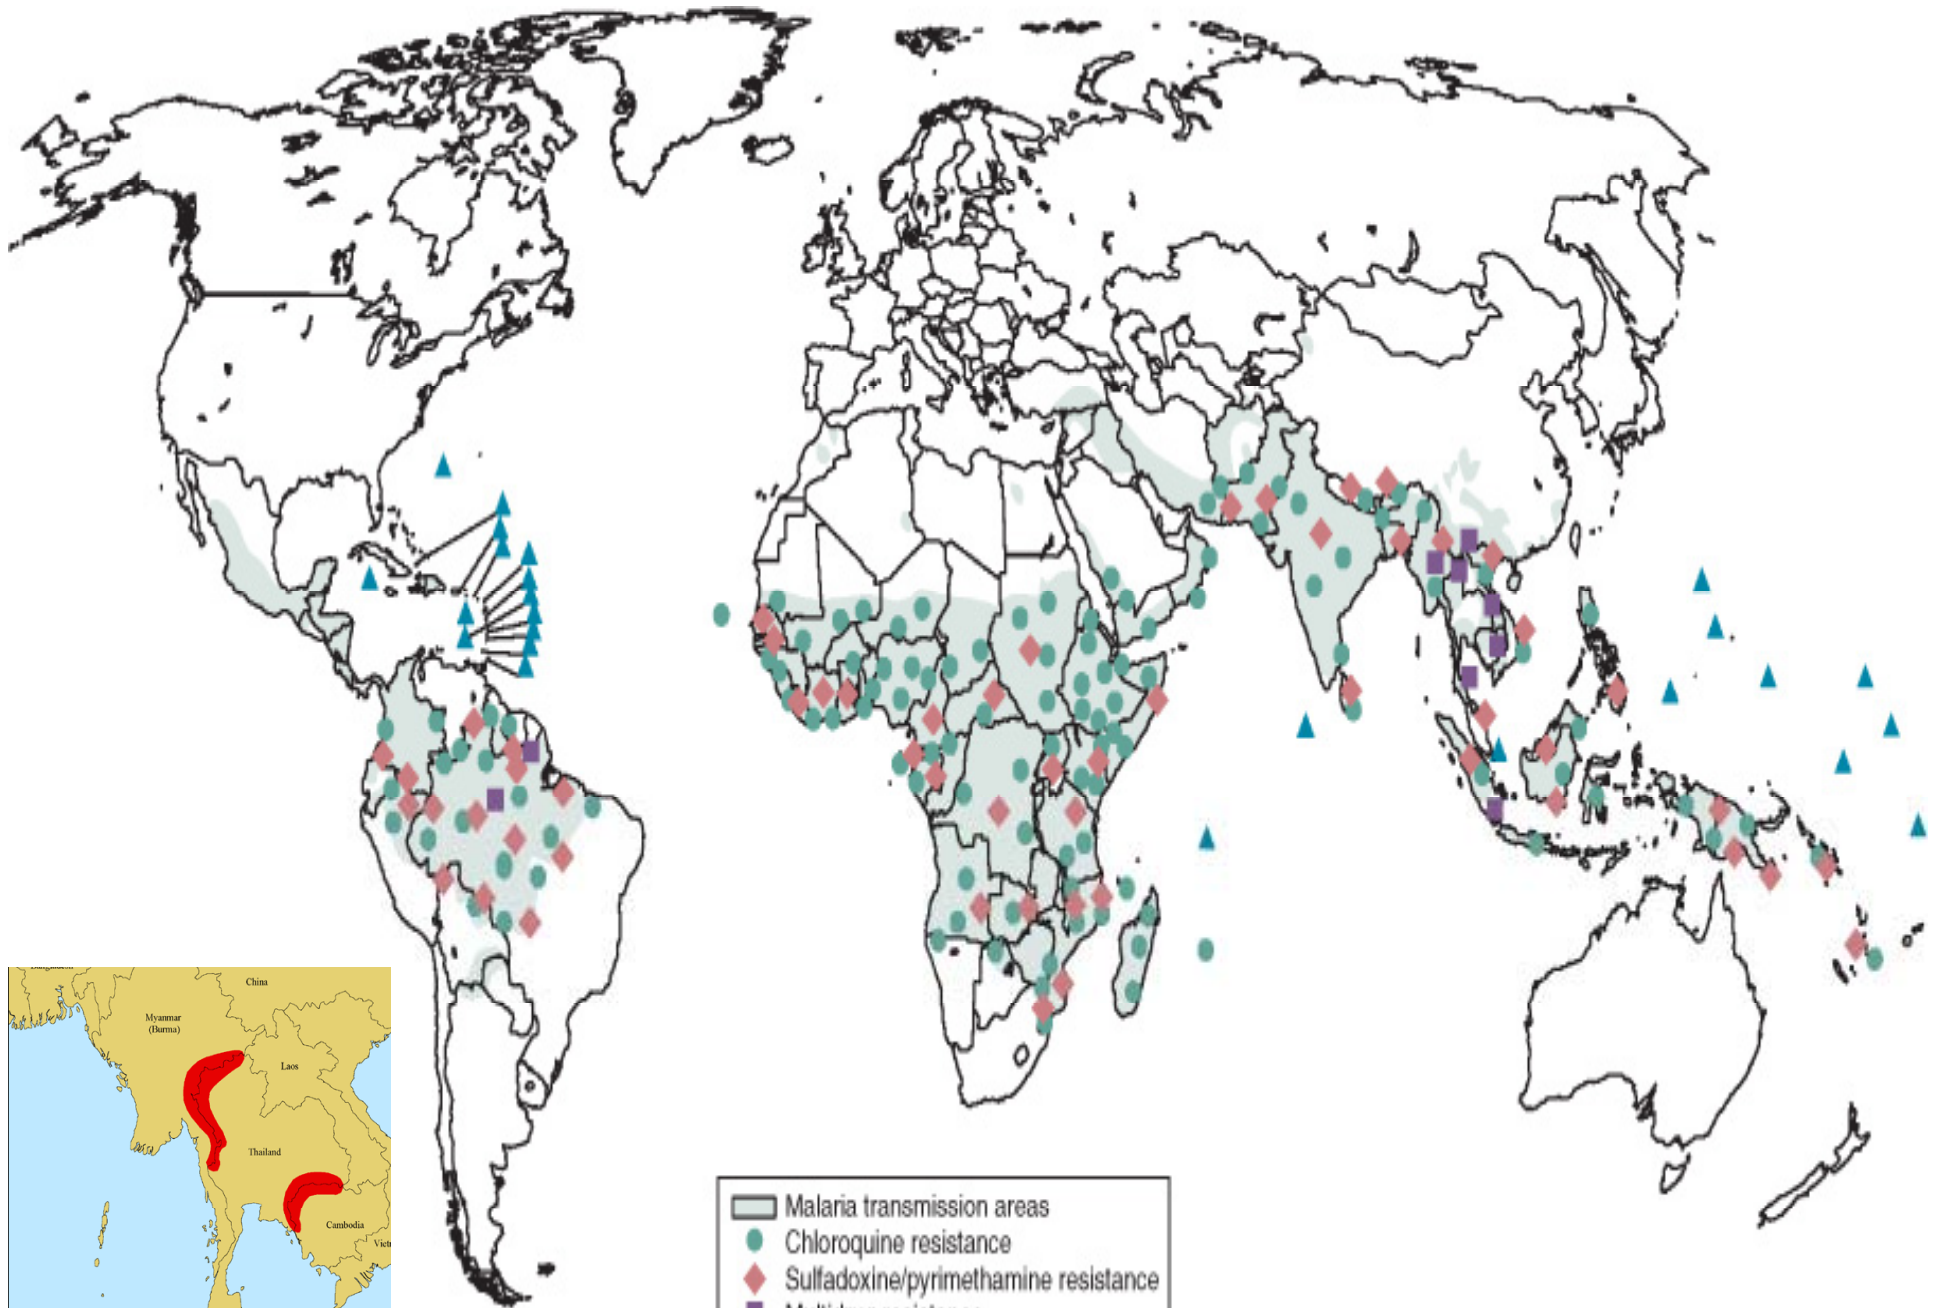 China
Myanmar
(Burma)
Laos
Thailand
Cambodia
Malaria transmission areas
Chloroquine resistance
Sulfadoxine/pyrimethamine resistance